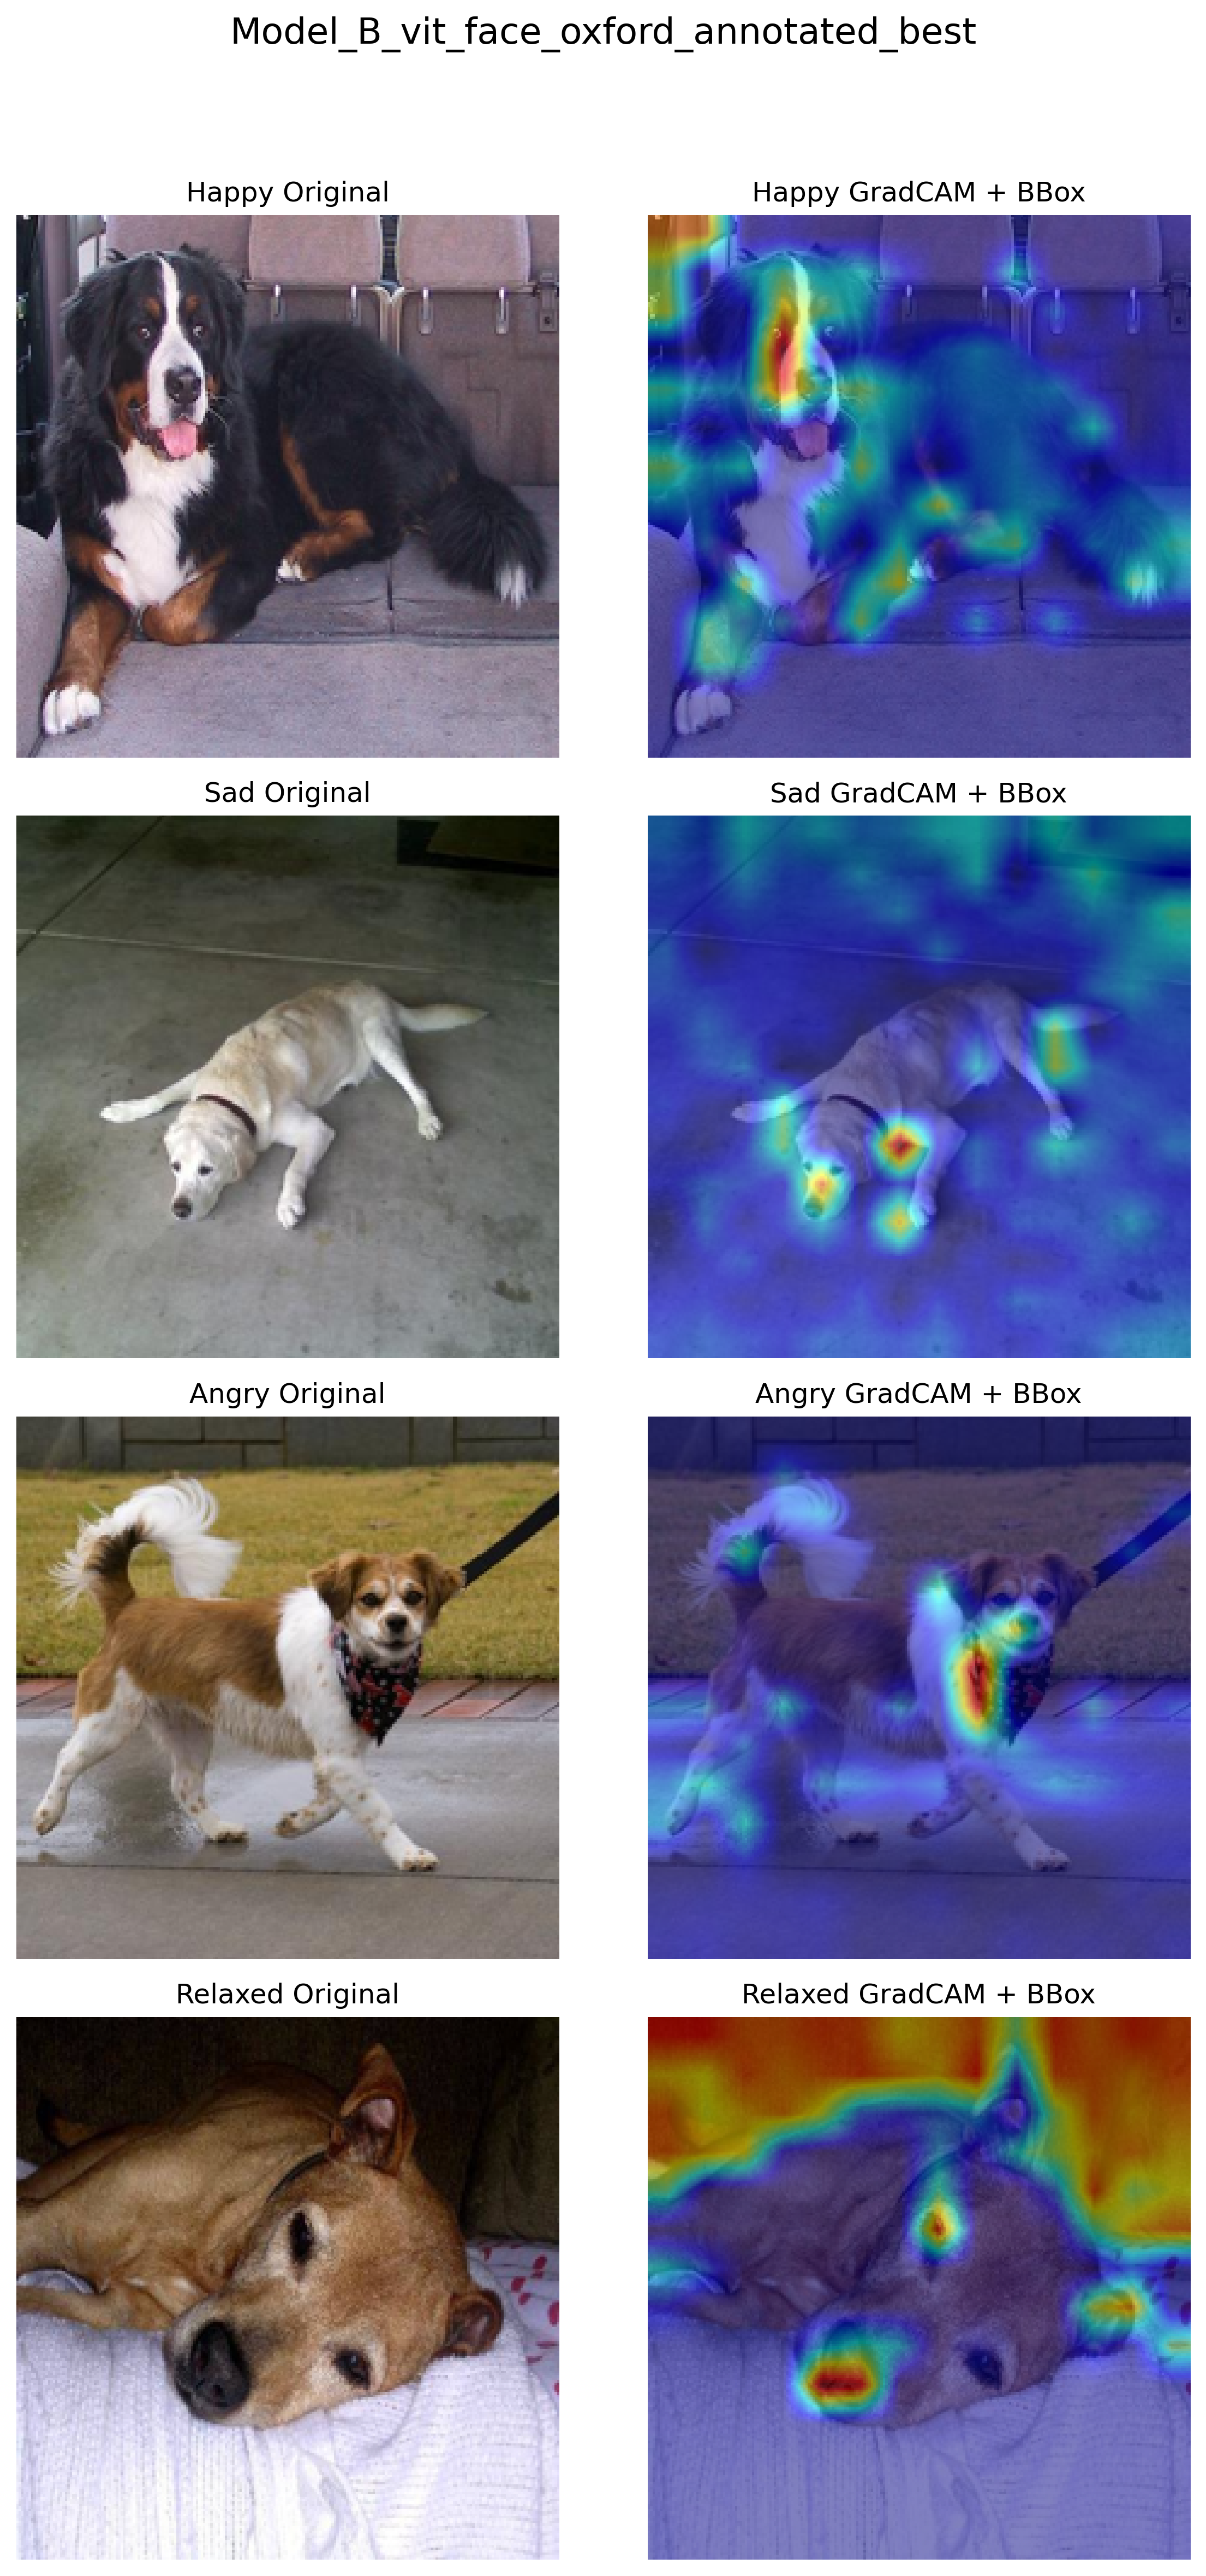 Model_B_vit_face_oxford_annotated_best
Happy Original
Happy GradCAM + BBox
Sad Original
Sad GradCAM + BBox
Angry Original
Angry GradCAM + BBox
Relaxed Original
Relaxed GradCAM + BBox